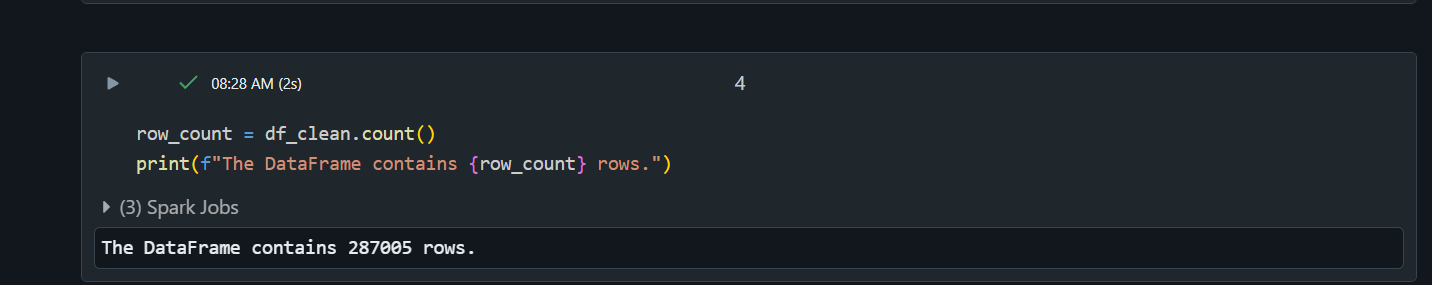 08:28 AM (2s)
4
row_count = df_clean.count()
print(f"The DataFrame contains {row_count} rows.")
(3) Spark Jobs
The DataFrame contains 287005 rows.